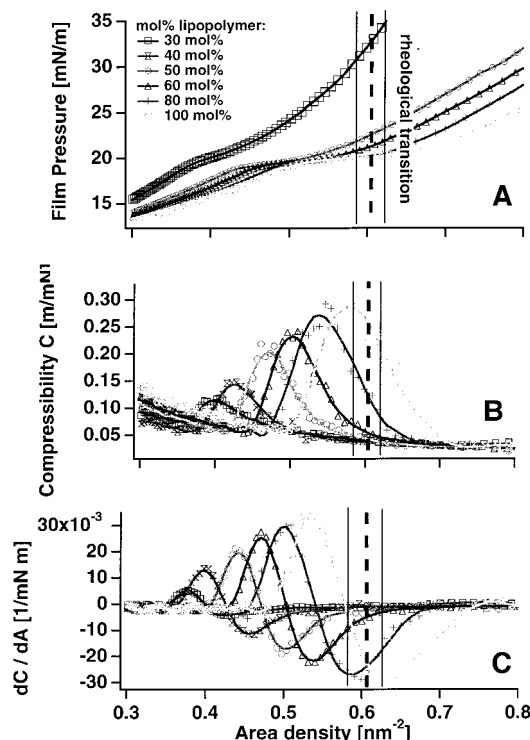 A
mol% lipopolymer:
30 mol%
40 mol%
50 mol%
60 mol%
80 mol%
100 mol%
Film Pressure [mN/m]
35
30
25
20
15
rheological transition
A
Compressibility C [m/mN]
0.30
0.25
0.20
0.15
0.10
0.05
B
dC / dA [1/mN m]
30x10-3
20
10
0
-10
-20
-30
C
0.3 0.4 0.5 0.6 0.7 0.8
Area density [nm-2]